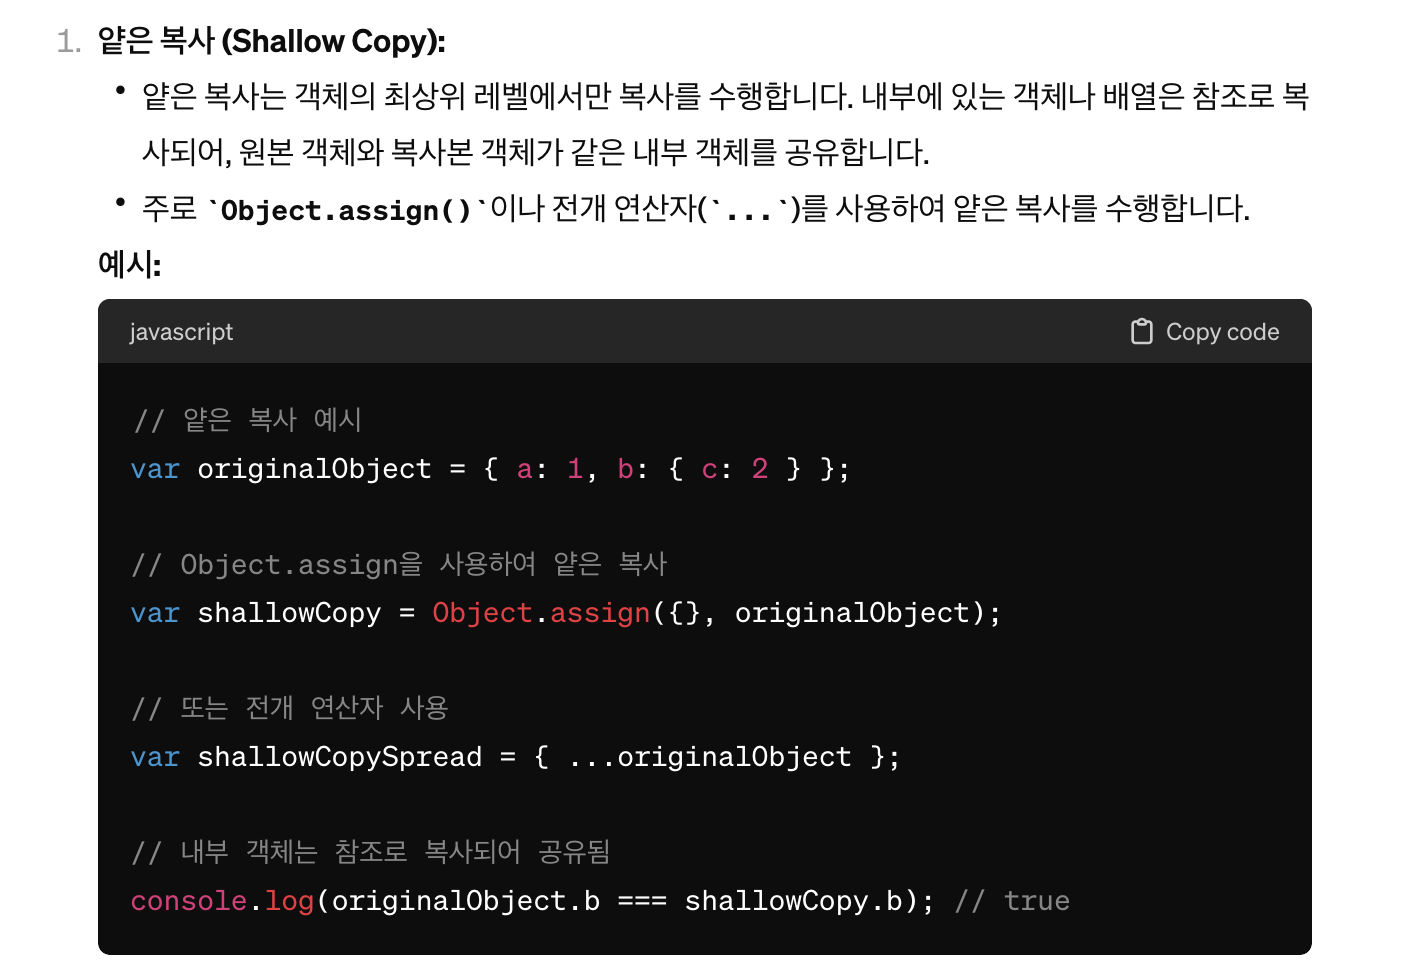 1. 얕은 복사 (Shallow Copy):
• 얕은 복사는 객체의 최상위 레벨에서만 복사를 수행합니다. 내부에 있는 객체나 배열은 참조로 복
사되어, 원본 객체와 복사본 객체가 같은 내부 객체를 공유합니다.
• 주로 `Object.assign()`이나 전개 연산자(`...`)를 사용하여 얕은 복사를 수행합니다.
예시:
javascript Copy code
// 얕은 복사 예시
var originalObject = { a: 1, b: { c: 2 } };
// Object.assign을 사용하여 얕은 복사
var shallowCopy = Object.assign({}, originalObject);
// 또는 전개 연산자 사용
var shallowCopySpread = { ...originalObject };
// 내부 객체는 참조로 복사되어 공유됨
console.log(originalObject.b === shallowCopy.b); // true